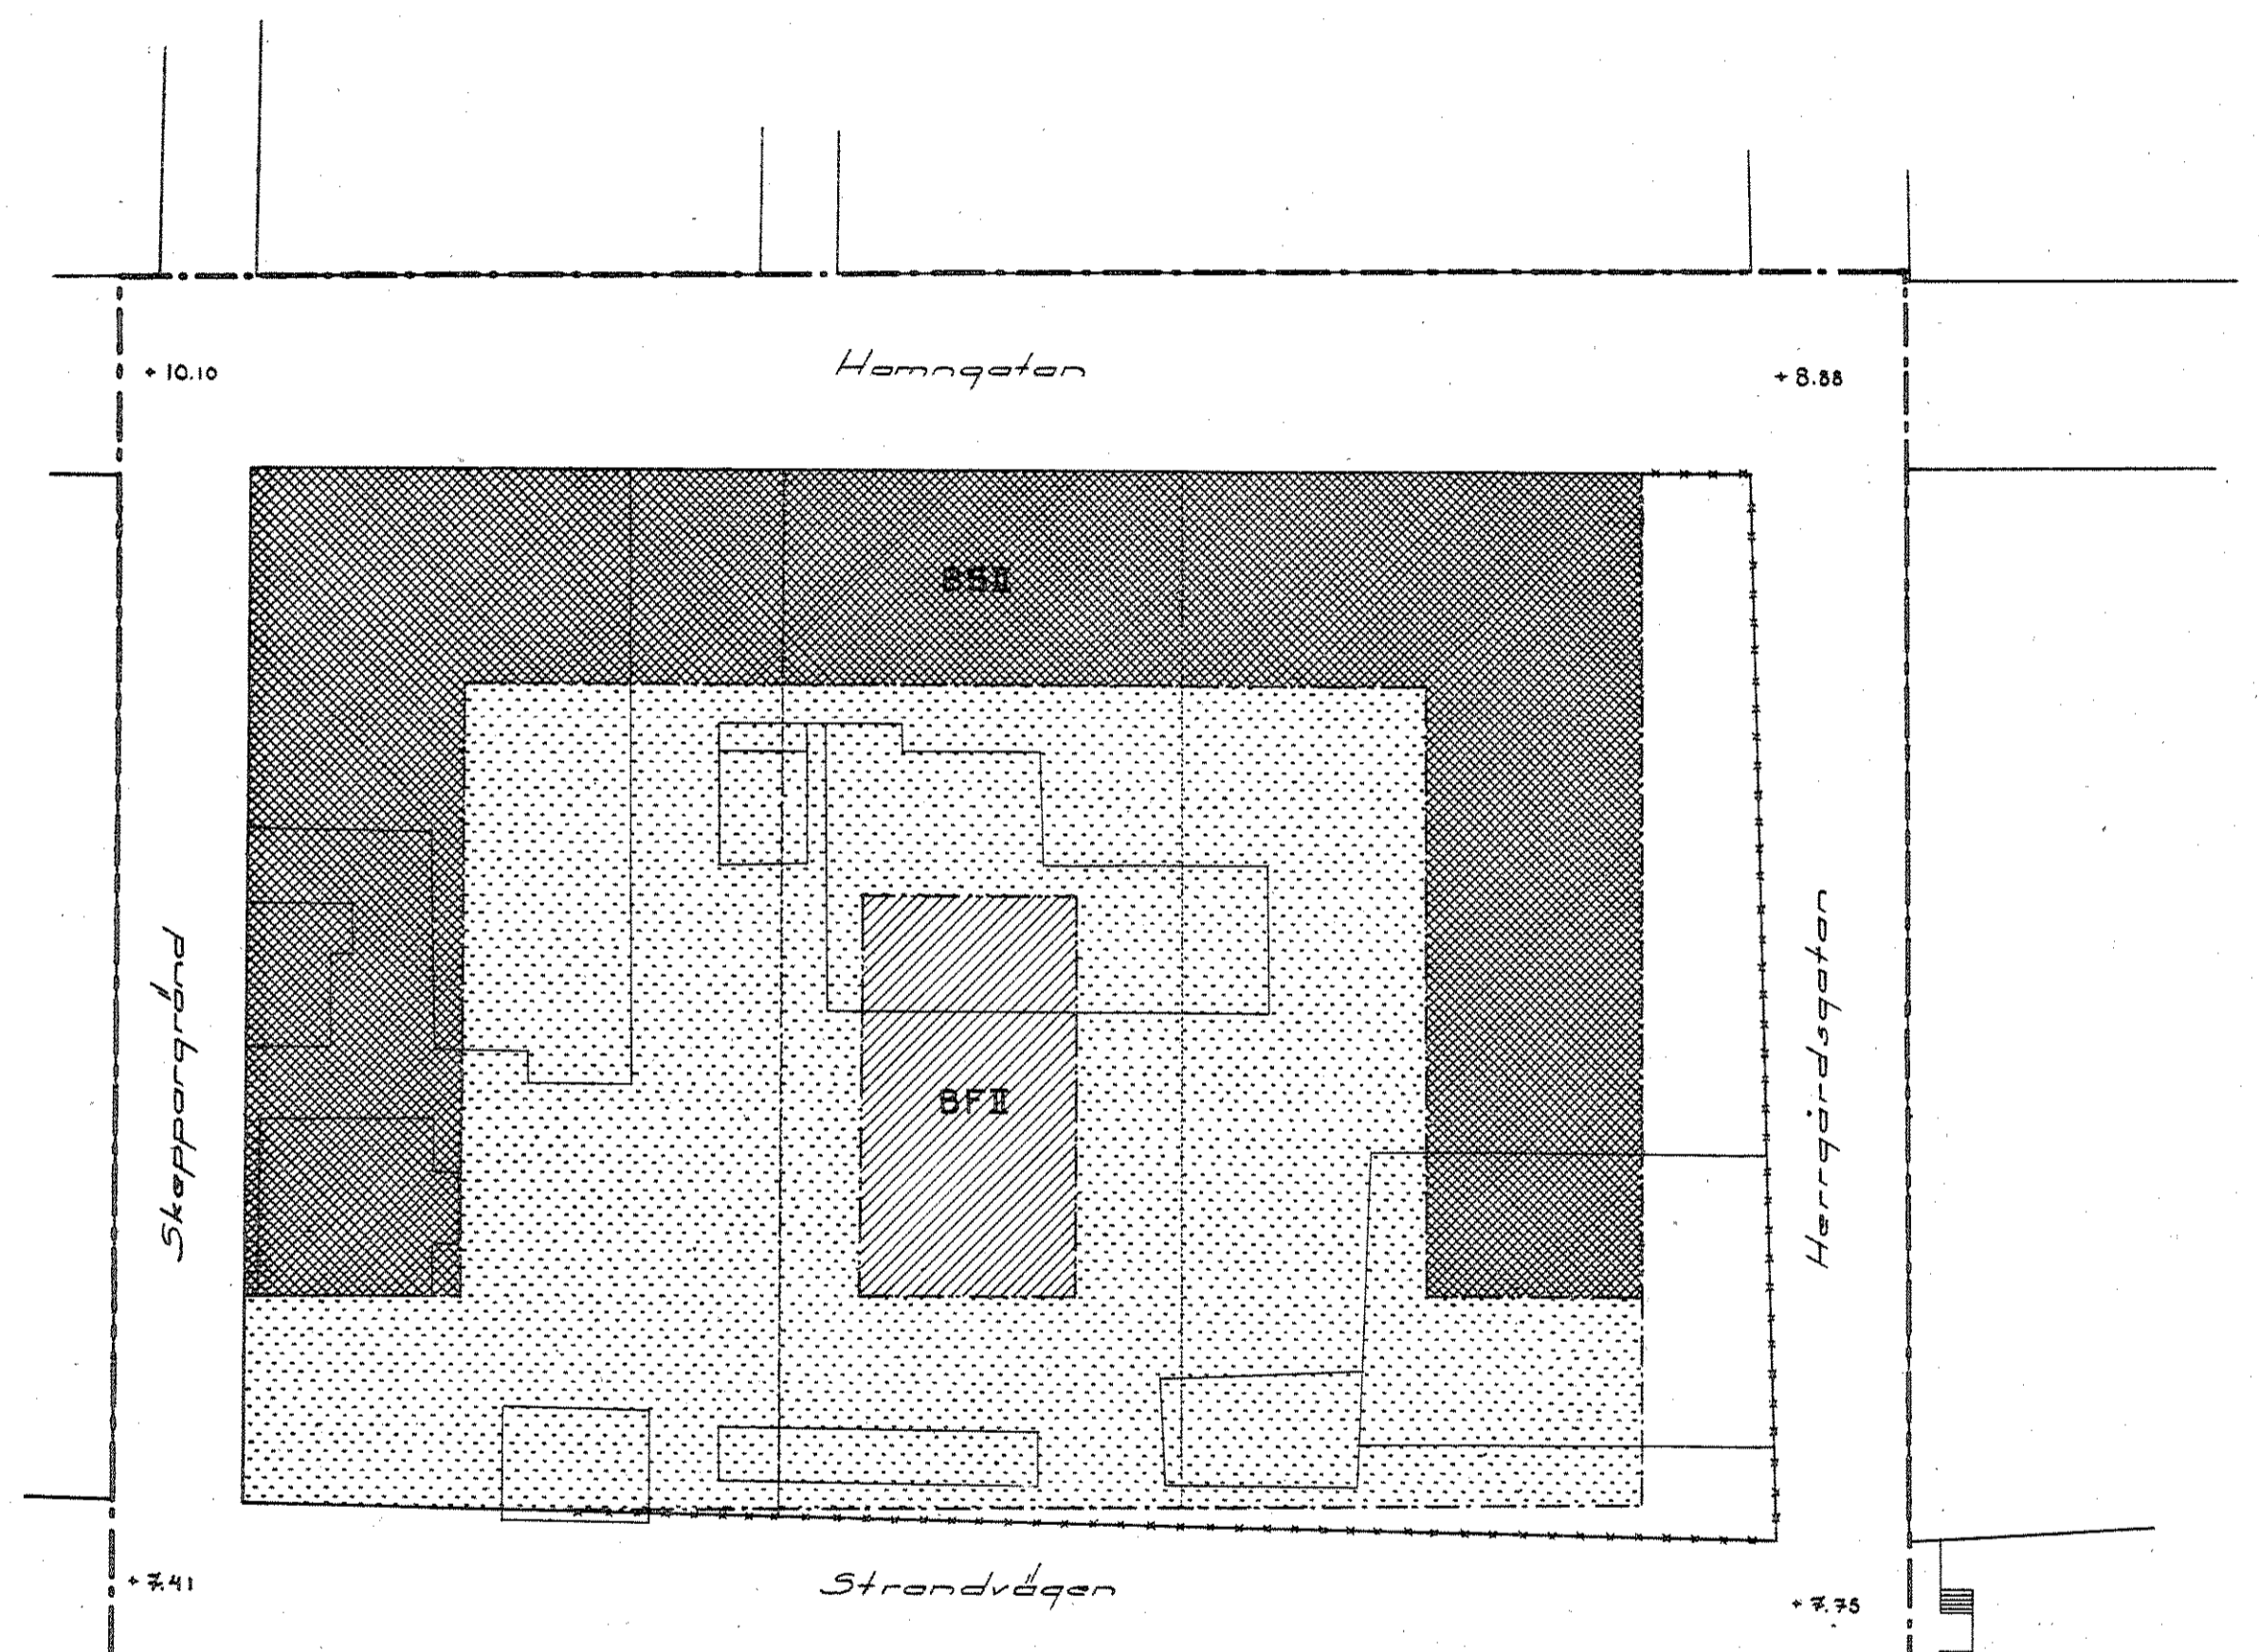 Hamngatan
+ 10.10
+ 8.88
BSII
Skeppargränd
Herrgårdsgatan
BFII
+ 7.41
Strandvägen
+ 7.75